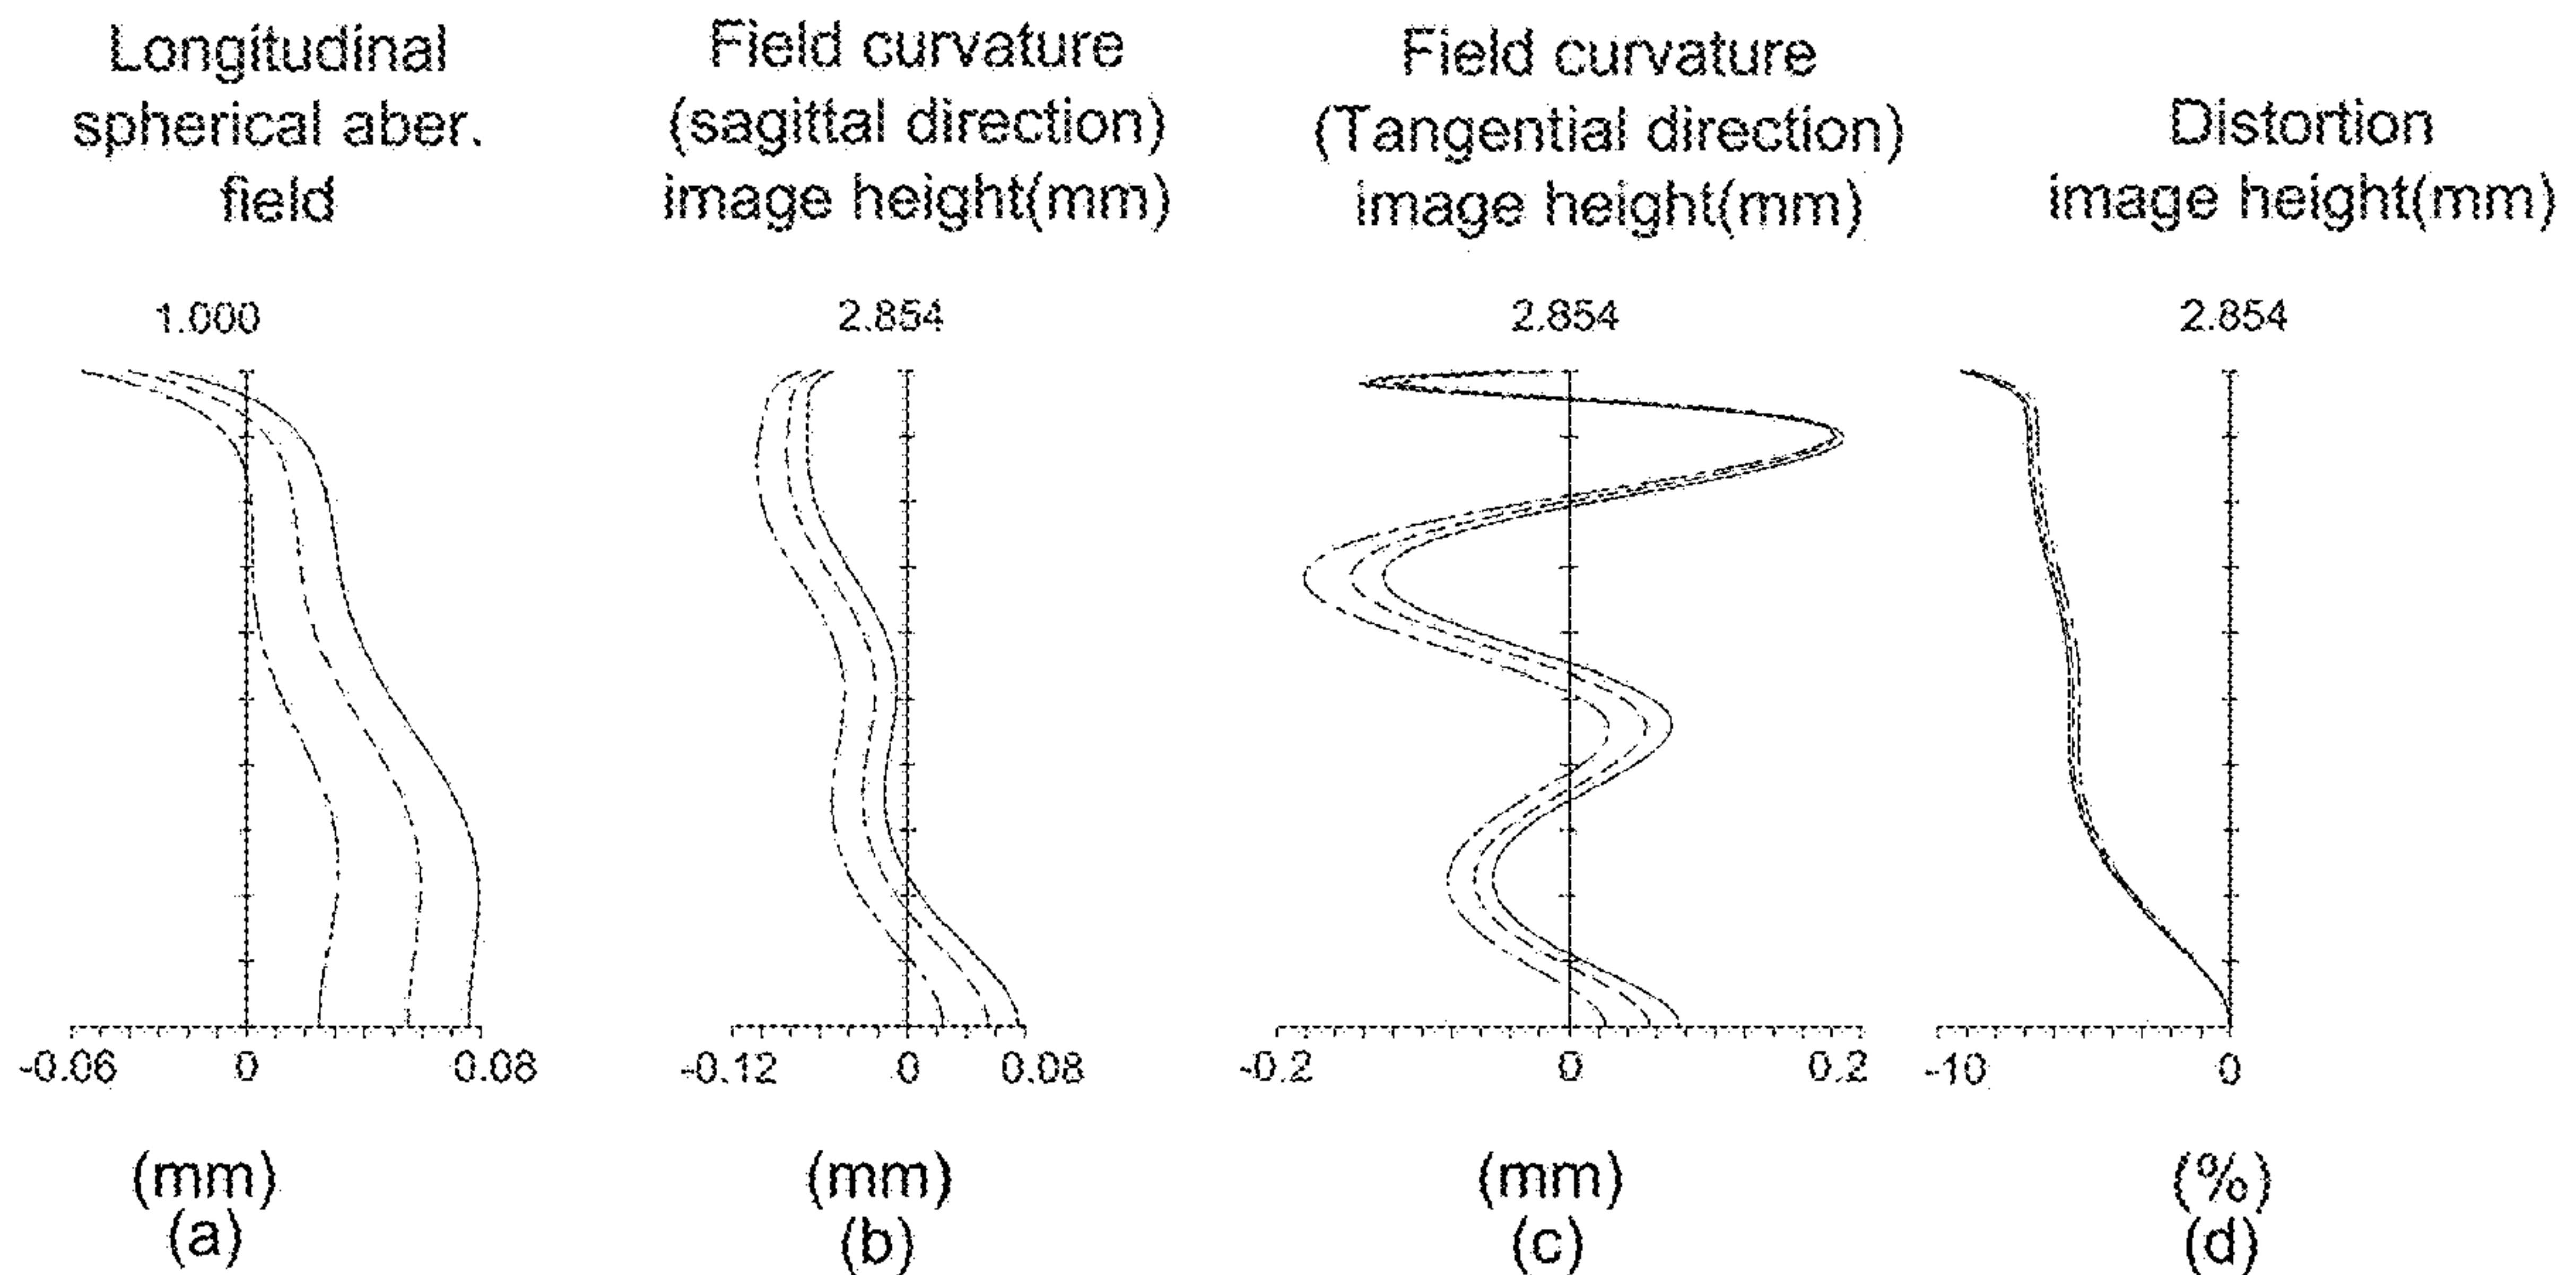 Longitudinal
spherical aber.
field
1.000
-0.06 0 0.08
(mm)
(a)
Field curvature
(sagittal direction)
image height(mm)
2.854
-0.12 0 0.08
(mm)
(b)
Field curvature
(Tangential direction)
image height(mm)
2.854
-0.2 0 0.2
(mm)
(c)
Distortion
image height(mm)
2.854
-10 0
(%)
(d)